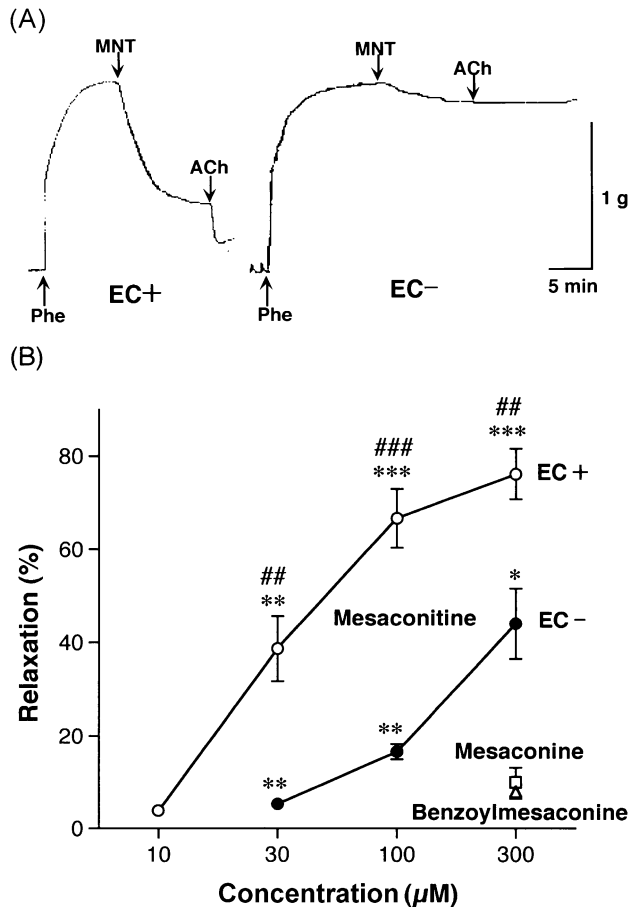 (A)
MNT
MNT
ACh
ACh
1 g
5 min
Phe
EC+
Phe
EC−
(B)
Relaxation (%)
80
60
40
20
0
##
***
###
***
EC+
##
**
*
Mesaconitine
EC−
**
**
Mesaconine
Benzoylmesaconine
10
30
100
300
Concentration (µM)